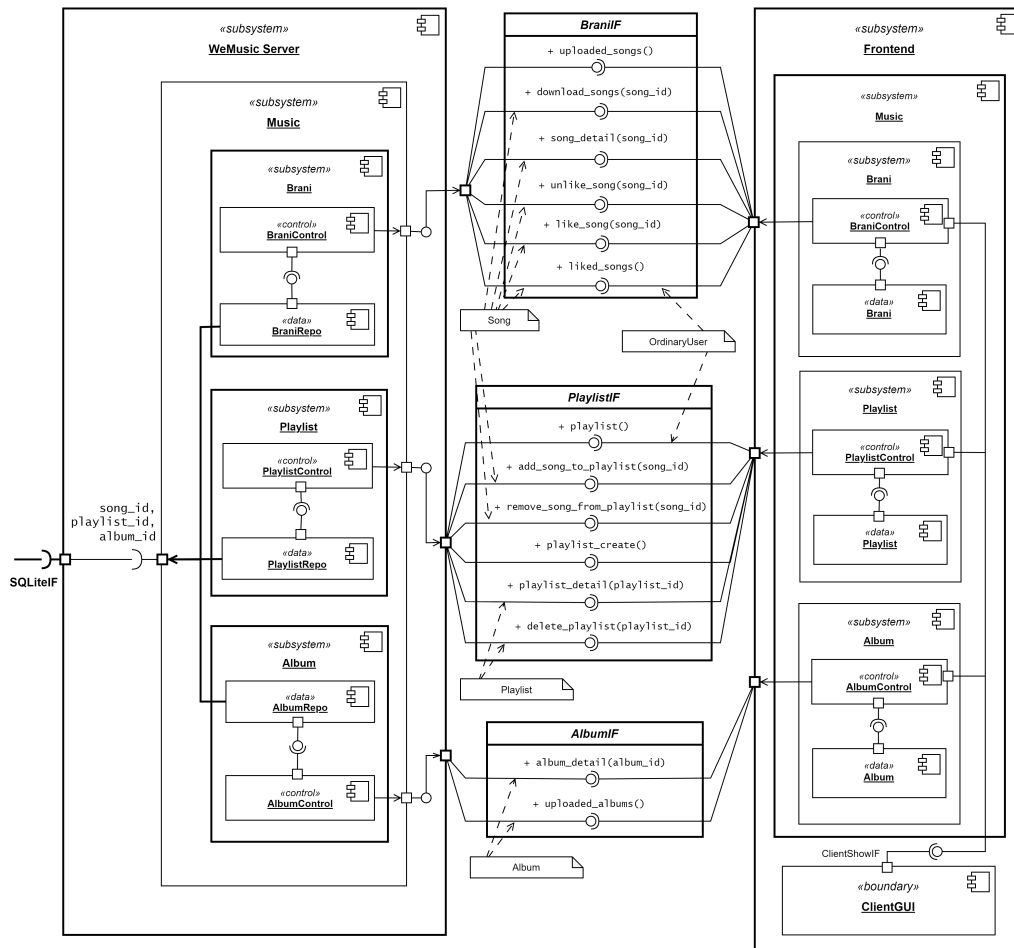 «subsystem»
WeMusic Server
«subsystem»
Music
«subsystem»
Brani
«control»
BraniControl
«data»
BraniRepo
«subsystem»
Playlist
«control»
PlaylistControl
«data»
PlaylistRepo
«subsystem»
Album
«data»
AlbumRepo
«control»
AlbumControl
song_id,
playlist_id,
album_id
SQLiteIF
BraniIF
+ uploaded_songs()
+ download_songs(song_id)
+ song_detail(song_id)
+ unlike_song(song_id)
+ like_song(song_id)
+ liked_songs()
Song
OrdinaryUser
PlaylistIF
+ playlist()
+ add_song_to_playlist(song_id)
+ remove_song_from_playlist(song_id)
+ playlist_create()
+ playlist_detail(playlist_id)
+ delete_playlist(playlist_id)
Playlist
AlbumIF
+ album_detail(album_id)
+ uploaded_albums()
Album
«subsystem»
Frontend
«subsystem»
Music
«subsystem»
Brani
«control»
BraniControl
«data»
Brani
«subsystem»
Playlist
«control»
PlaylistControl
«data»
Playlist
«subsystem»
Album
«control»
AlbumControl
«data»
Album
ClientShowIF
«boundary»
ClientGUI